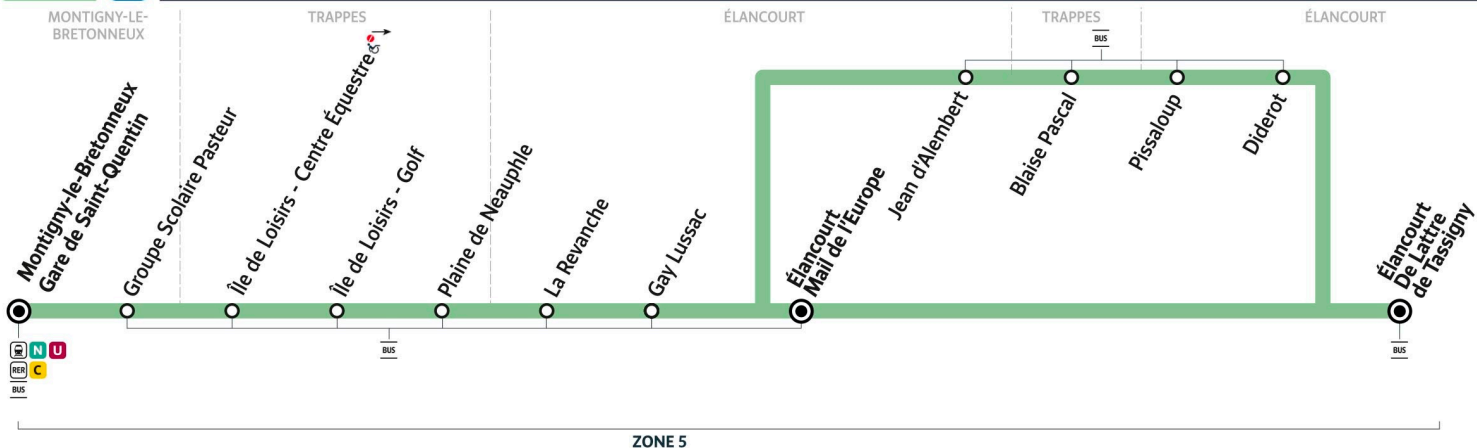 MONTIGNY-LE-
BRETONNEUX
TRAPPES
ÉLANCOURT
TRAPPES
ÉLANCOURT
BUS
Montigny-le-Bretonneux
Gare de Saint-Quentin
Groupe Scolaire Pasteur
Île de Loisirs - Centre Équestre
Île de Loisirs - Golf
Plaine de Neauphle
La Revanche
Gay Lussac
Élancourt
Mail de l'Europe
Jean d'Alembert
Blaise Pascal
Pissaloup
Diderot
Élancourt
De Lattre
de Tassigny
N U
RER C
BUS
BUS
BUS
ZONE 5